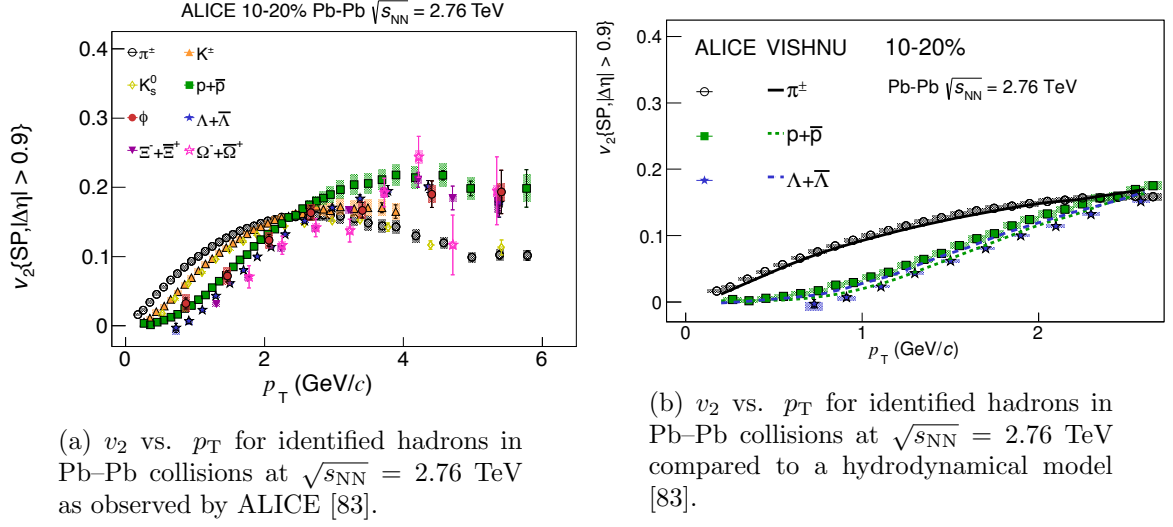 ALICE 10-20% Pb-Pb √sNN = 2.76 TeV
v2{SP,|Δη| > 0.9}
0.4
0.3
0.2
0.1
0
π±
K±
K0s
p+p̅
ϕ
Λ+Λ̅
Ξ-+Ξ̅+
Ω-+Ω̅+
0
2
4
6
pT (GeV/c)
(a) v2 vs. pT for identified hadrons in
Pb–Pb collisions at √sNN = 2.76 TeV
as observed by ALICE [83].
v2{SP,|Δη| > 0.9}
0.4
0.3
0.2
0.1
0
ALICE VISHNU 10-20%
π±
Pb-Pb √sNN = 2.76 TeV
p+p̅
Λ+Λ̅
0
1
2
pT (GeV/c)
(b) v2 vs. pT for identified hadrons in
Pb–Pb collisions at √sNN = 2.76 TeV
compared to a hydrodynamical model
[83].